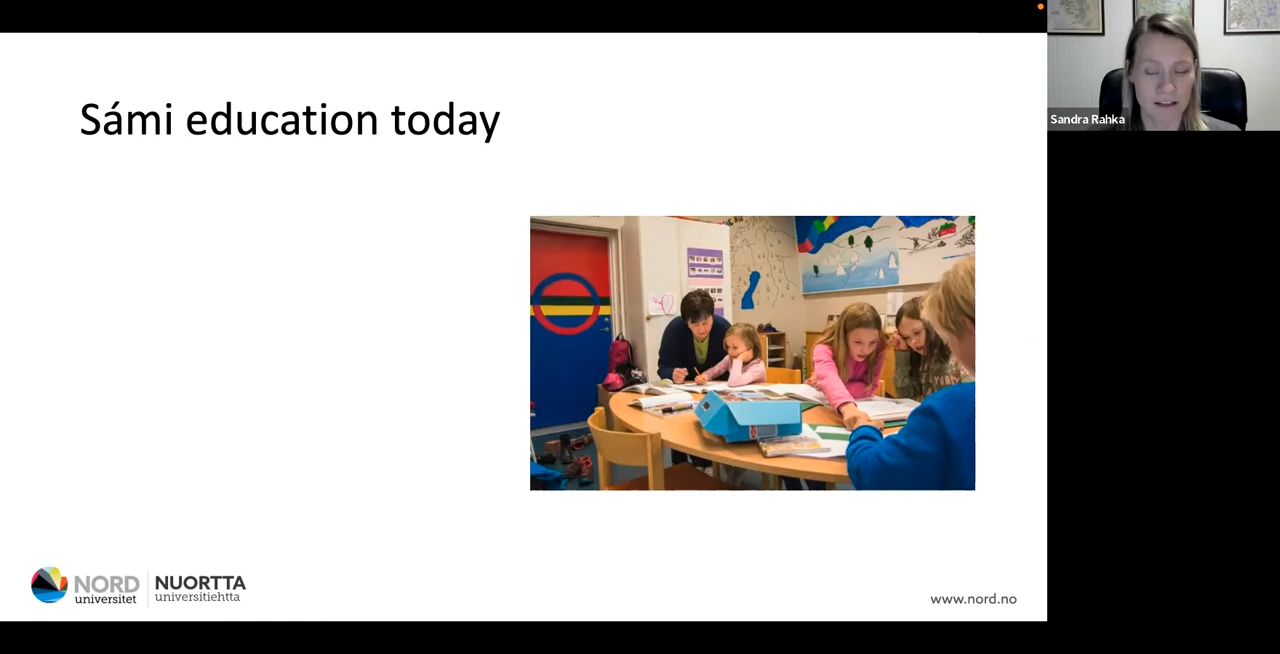 Sámi education today
Sandra Rahka
NORD
universitet
NUORTTA
universitiehtta
www.nord.no